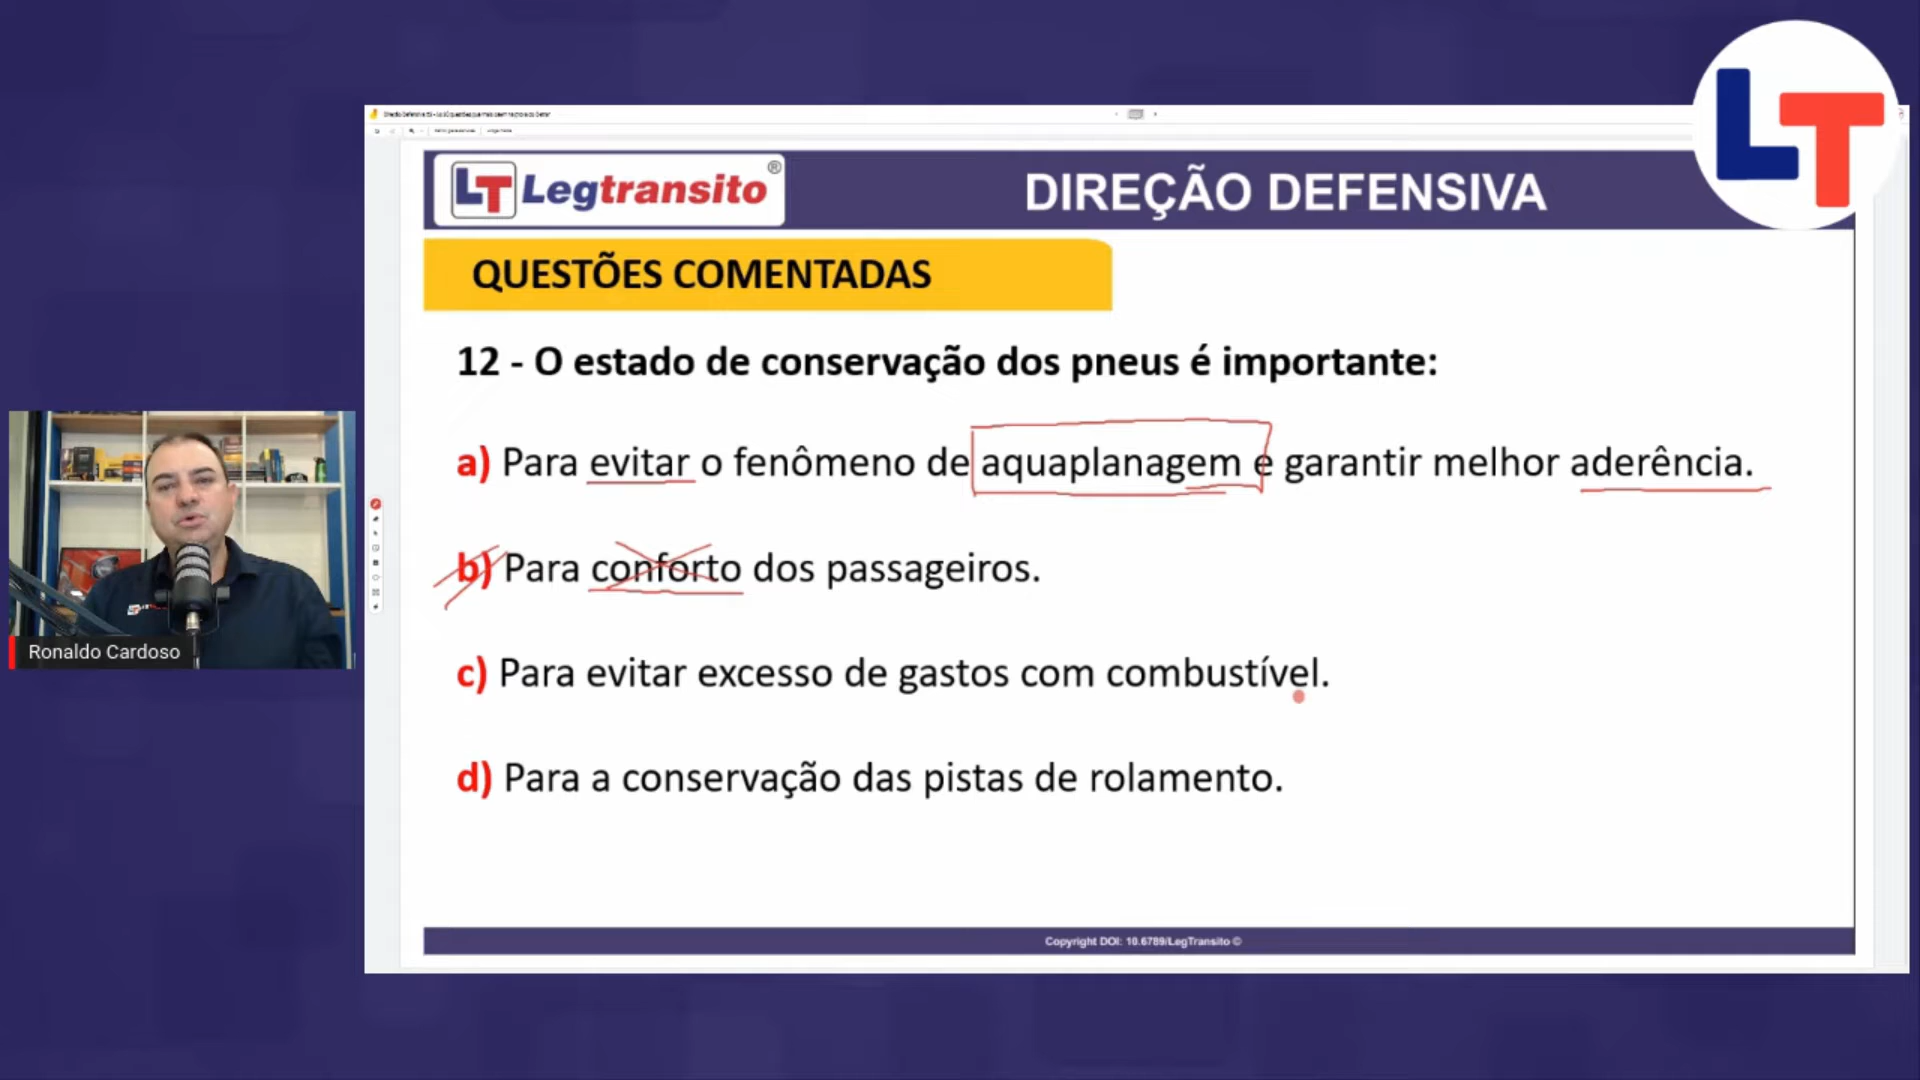 LT
LT Legtransito®
DIREÇÃO DEFENSIVA
QUESTÕES COMENTADAS
12 - O estado de conservação dos pneus é importante:
a) Para evitar o fenômeno de aquaplanagem e garantir melhor aderência.
b) Para conforto dos passageiros.
c) Para evitar excesso de gastos com combustível.
d) Para a conservação das pistas de rolamento.
Ronaldo Cardoso
Copyright DOI: 10.6789/LegTransito ©